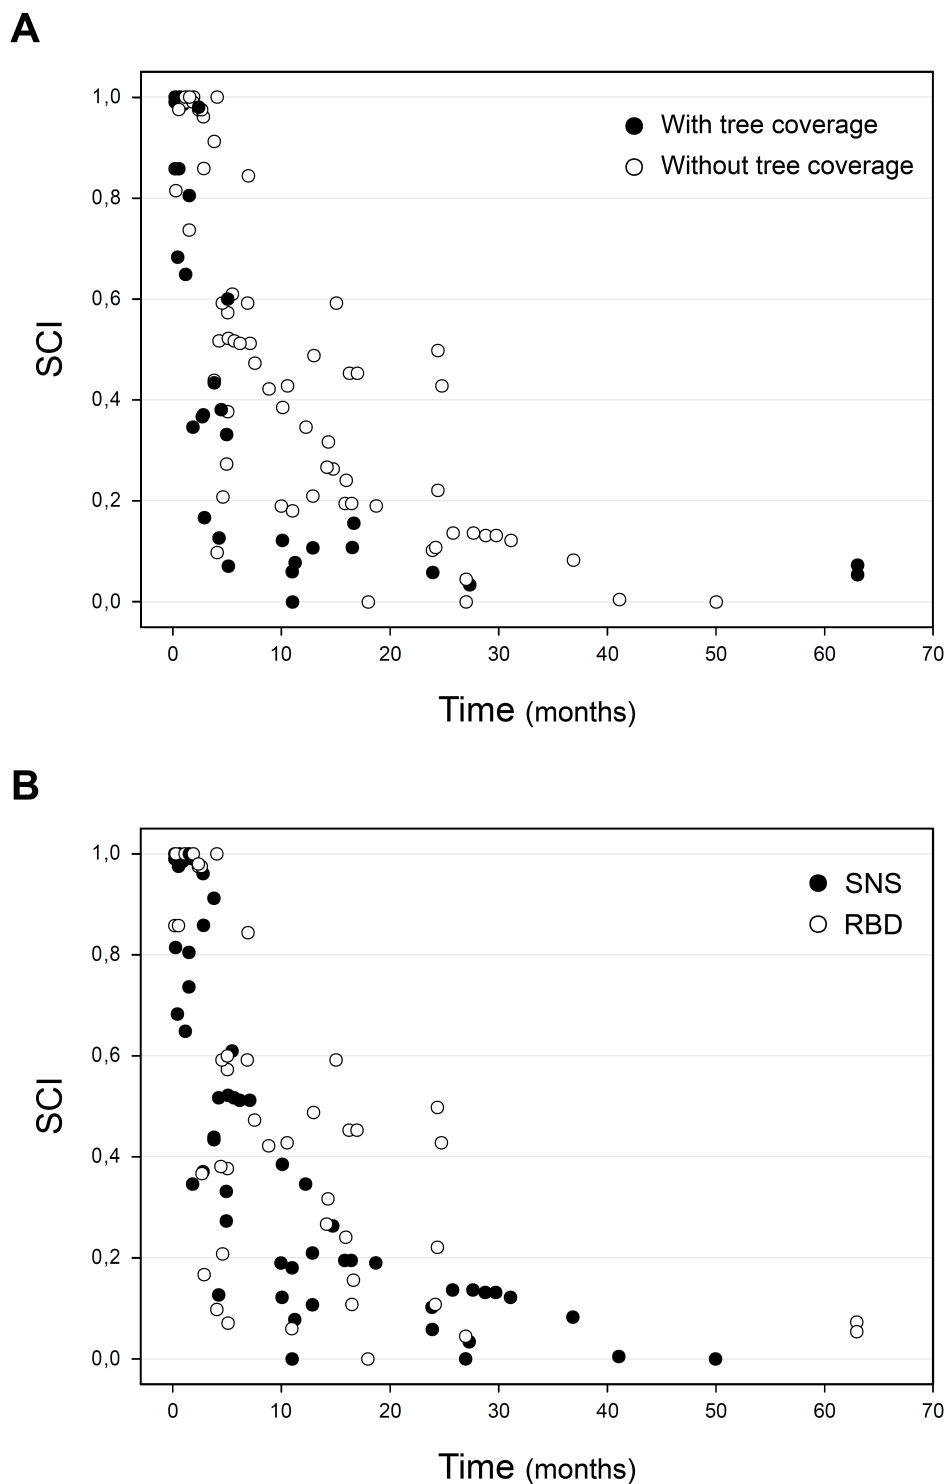 A
1,0
0,8
0,6
0,4
0,2
0,0
SCI
With tree coverage
Without tree coverage
0 10 20 30 40 50 60 70
Time (months)
B
1,0
0,8
0,6
0,4
0,2
0,0
SCI
SNS
RBD
0 10 20 30 40 50 60 70
Time (months)